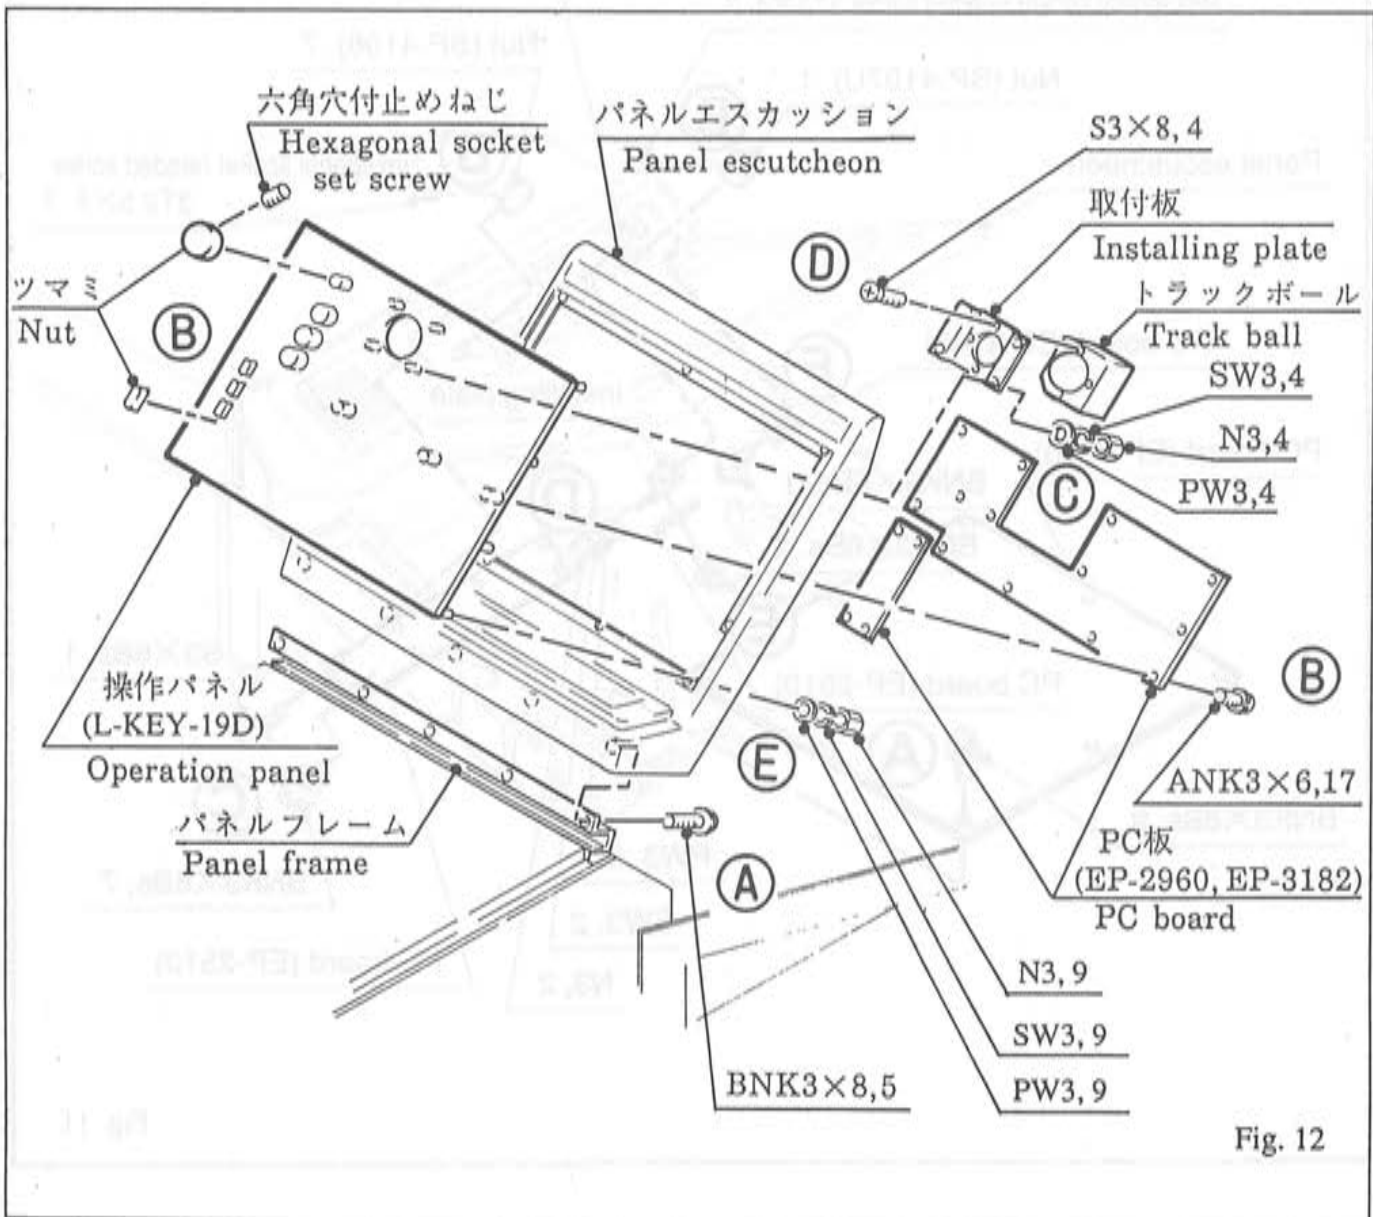 六角穴付止めねじ
Hexagonal socket
set screw
パネルエスカッション
Panel escutcheon
S3×8,4
取付板
Installing plate
トラックボール
Track ball
SW3,4
N3,4
PW3,4
ツマミ
Nut
B
D
C
B
操作パネル
(L-KEY-19D)
Operation panel
パネルフレーム
Panel frame
E
A
ANK3×6,17
PC板
(EP-2960, EP-3182)
PC board
N3,9
SW3,9
PW3,9
BNK3×8,5
Fig. 12